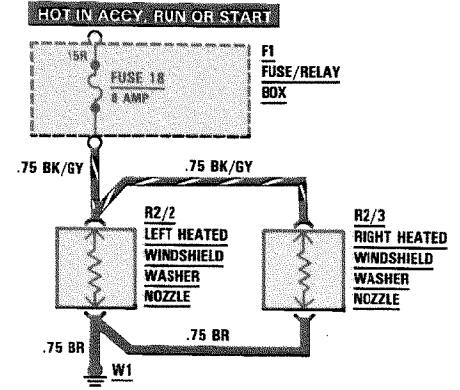 HOT IN ACCY, RUN OR START
15R
FUSE 18
8 AMP
F1
FUSE/RELAY
BOX
.75 BK/GY
.75 BK/GY
R2/2
LEFT HEATED
WINDSHIELD
WASHER
NOZZLE
R2/3
RIGHT HEATED
WINDSHIELD
WASHER
NOZZLE
.75 BR
.75 BR
W1